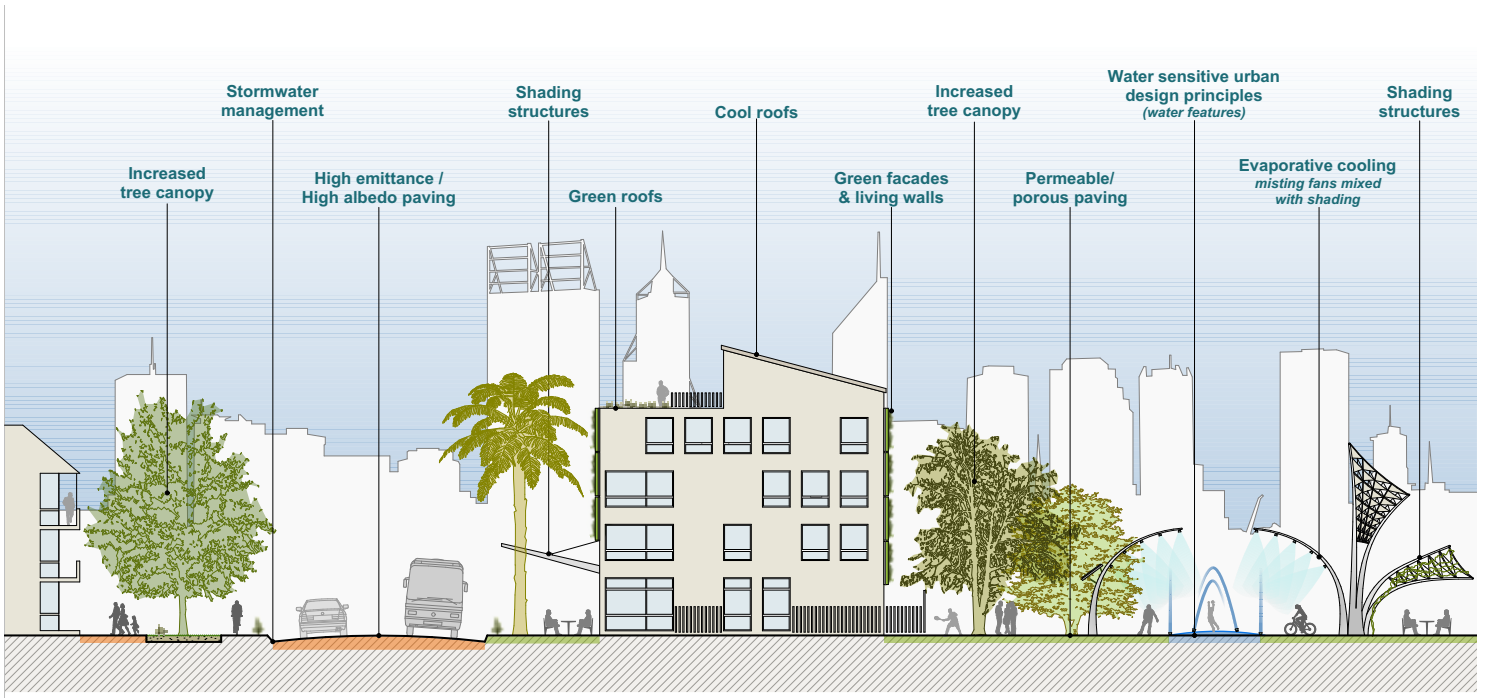 Stormwater
management
Shading
structures
Cool roofs
Increased
tree canopy
Water sensitive urban
design principles
(water features)
Shading
structures
Increased
tree canopy
High emittance /
High albedo paving
Green roofs
Green facades
& living walls
Permeable/
porous paving
Evaporative cooling
misting fans mixed
with shading